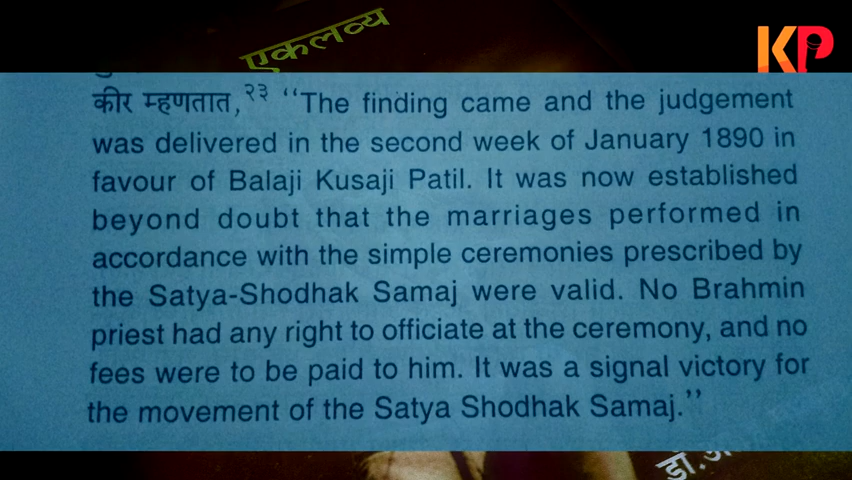 एकलव्य
KP
कीर म्हणतात,२३ ‘‘The finding came and the judgement
was delivered in the second week of January 1890 in
favour of Balaji Kusaji Patil. It was now established
beyond doubt that the marriages performed in
accordance with the simple ceremonies prescribed by
the Satya-Shodhak Samaj were valid. No Brahmin
priest had any right to officiate at the ceremony, and no
fees were to be paid to him. It was a signal victory for
the movement of the Satya Shodhak Samaj.’’
डॉ.